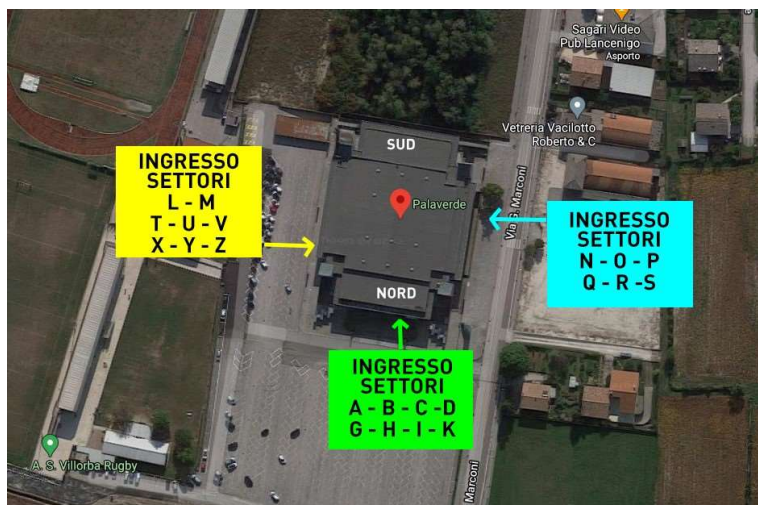 Sagari Video
Pub Lancenigo
Asporto
Vetreria Vacilotto
Roberto & C
SUD
INGRESSO
SETTORI
L - M
T - U - V
X - Y - Z
Palaverde
Via G. Marconi
INGRESSO
SETTORI
N - O - P
Q - R -S
NORD
INGRESSO
SETTORI
A - B - C -D
G - H - I - K
A. S. Villorba Rugby
Marconi